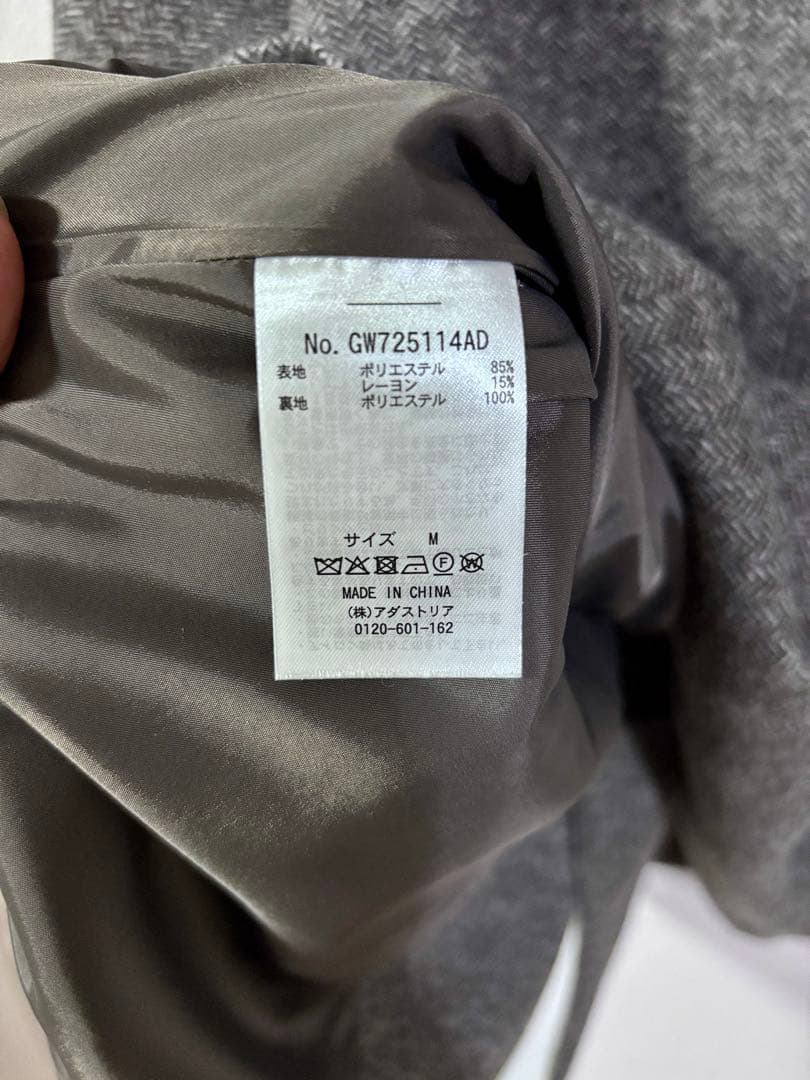 No. GW725114AD
表地 ポリエステル 85%
レーヨン 15%
裏地 ポリエステル 100%
サイズ M
MADE IN CHINA
(株)アダストリア
0120-601-162